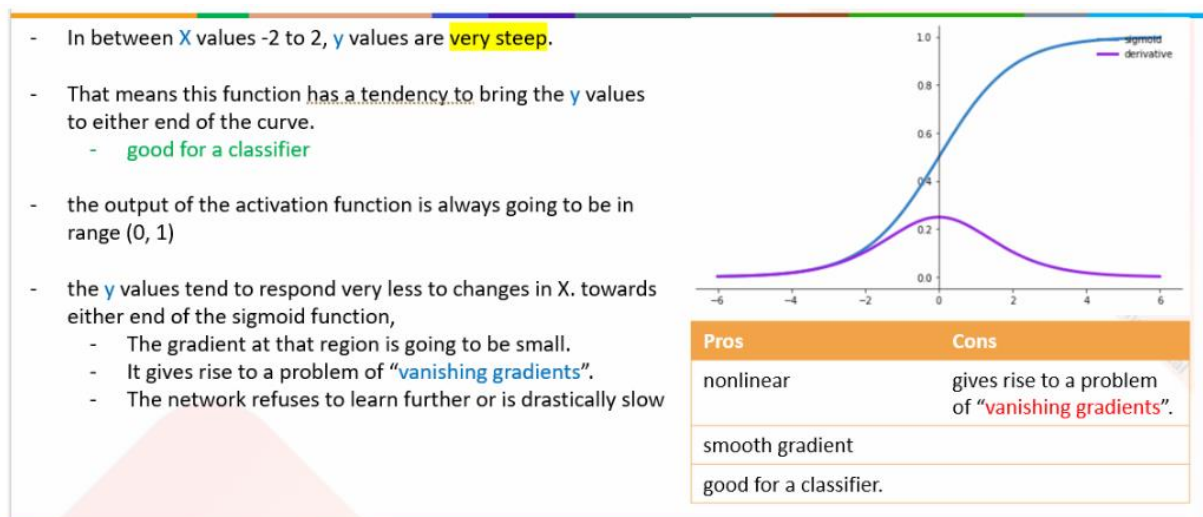 - In between X values -2 to 2, y values are very steep.
- That means this function has a tendency to bring the y values
to either end of the curve.
- good for a classifier
- the output of the activation function is always going to be in
range (0, 1)
- the y values tend to respond very less to changes in X. towards
either end of the sigmoid function,
- The gradient at that region is going to be small.
- It gives rise to a problem of “vanishing gradients”.
- The network refuses to learn further or is drastically slow
1.0
sigmoid
derivative
0.8
0.6
0.4
0.2
0.0
-6 -4 -2 0 2 4 6
Pros Cons
nonlinear gives rise to a problem
of “vanishing gradients”.
smooth gradient
good for a classifier.